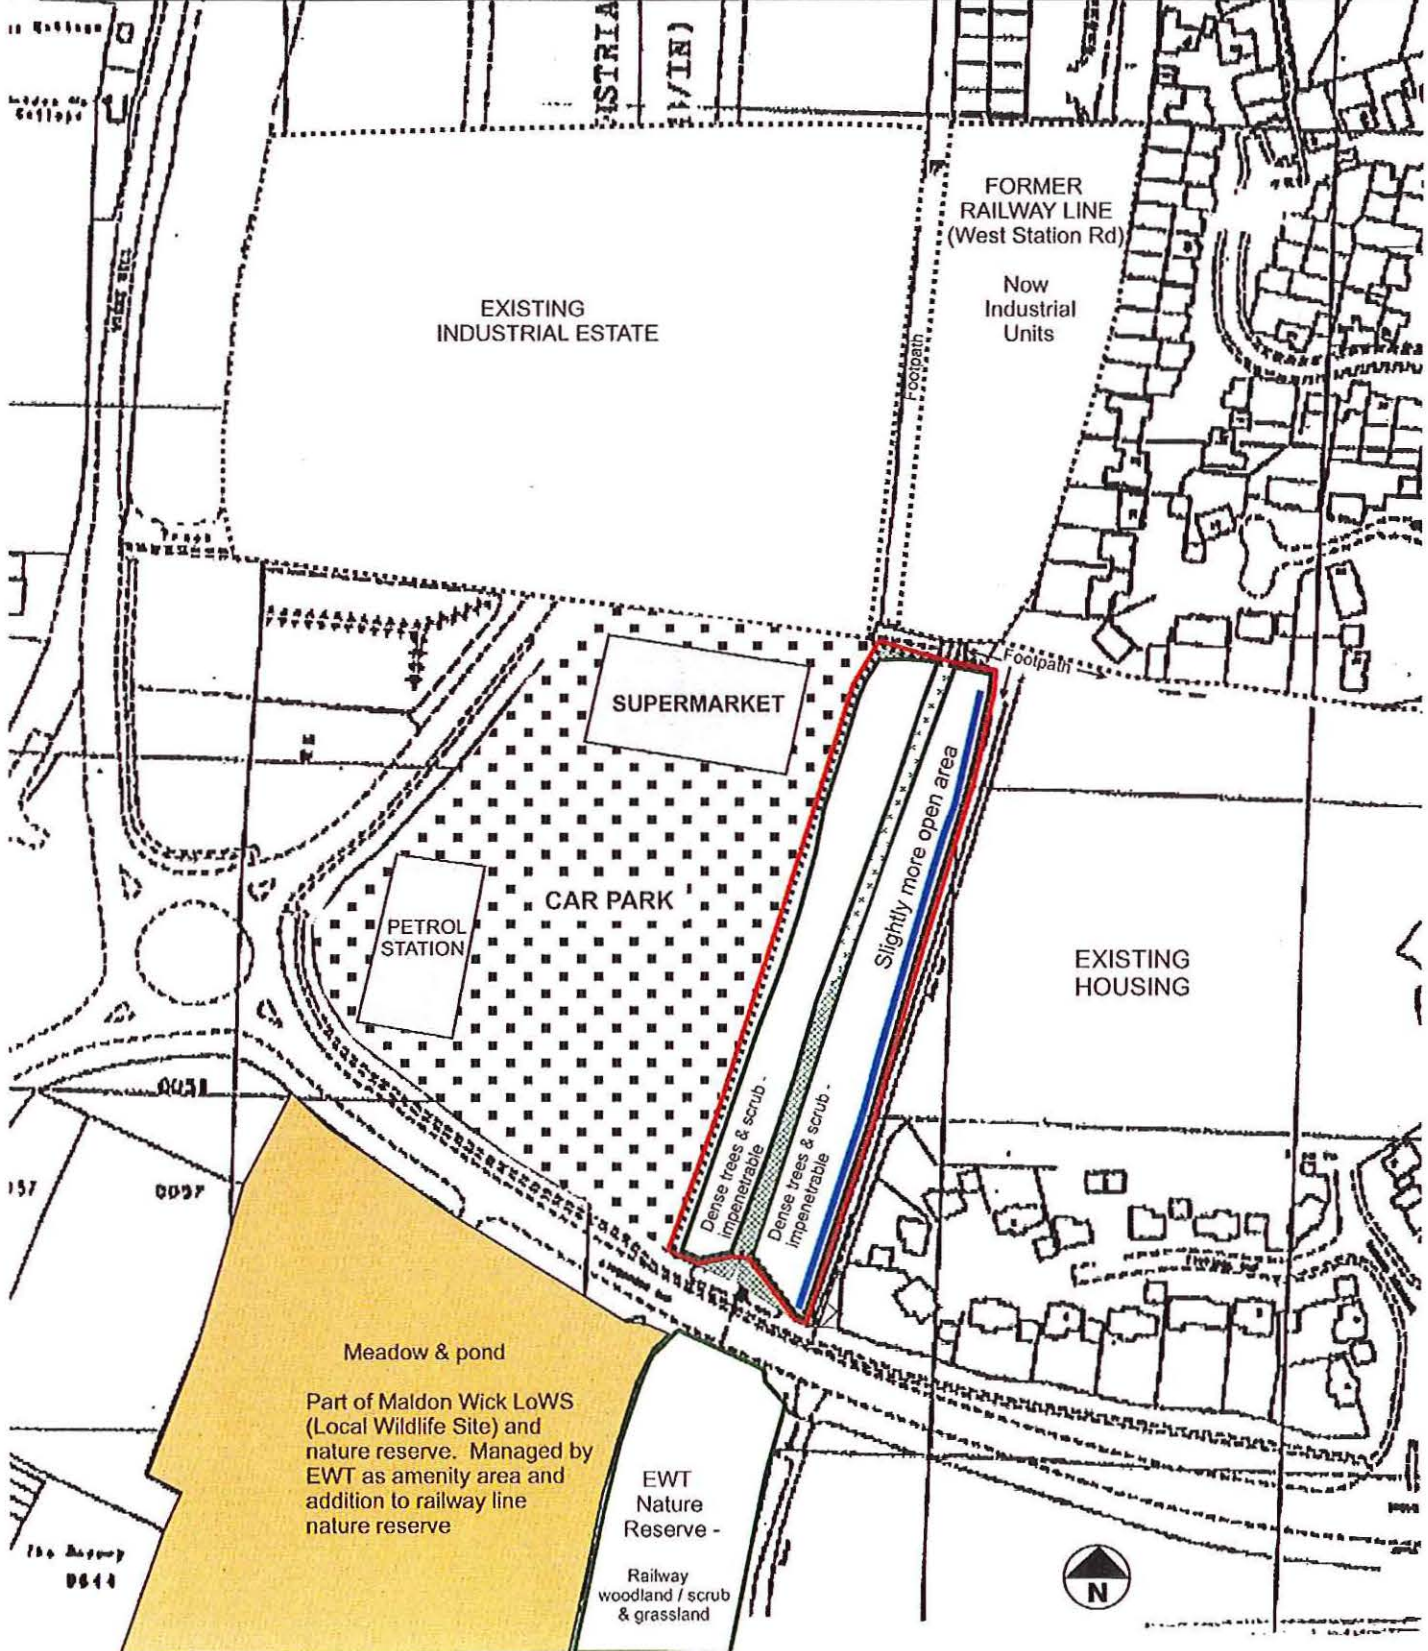 FORMER
RAILWAY LINE
(West Station Rd)
Now
Industrial
Units
EXISTING
INDUSTRIAL ESTATE
Footpath
Footpath
SUPERMARKET
Slightly more open area
CAR PARK
PETROL
STATION
EXISTING
HOUSING
Dense trees & scrub -
impenetrable
Dense trees & scrub -
impenetrable
Meadow & pond
Part of Maldon Wick LoWS
(Local Wildlife Site) and
nature reserve. Managed by
EWT as amenity area and
addition to railway line
nature reserve
EWT
Nature
Reserve -
Railway
woodland / scrub
& grassland
N